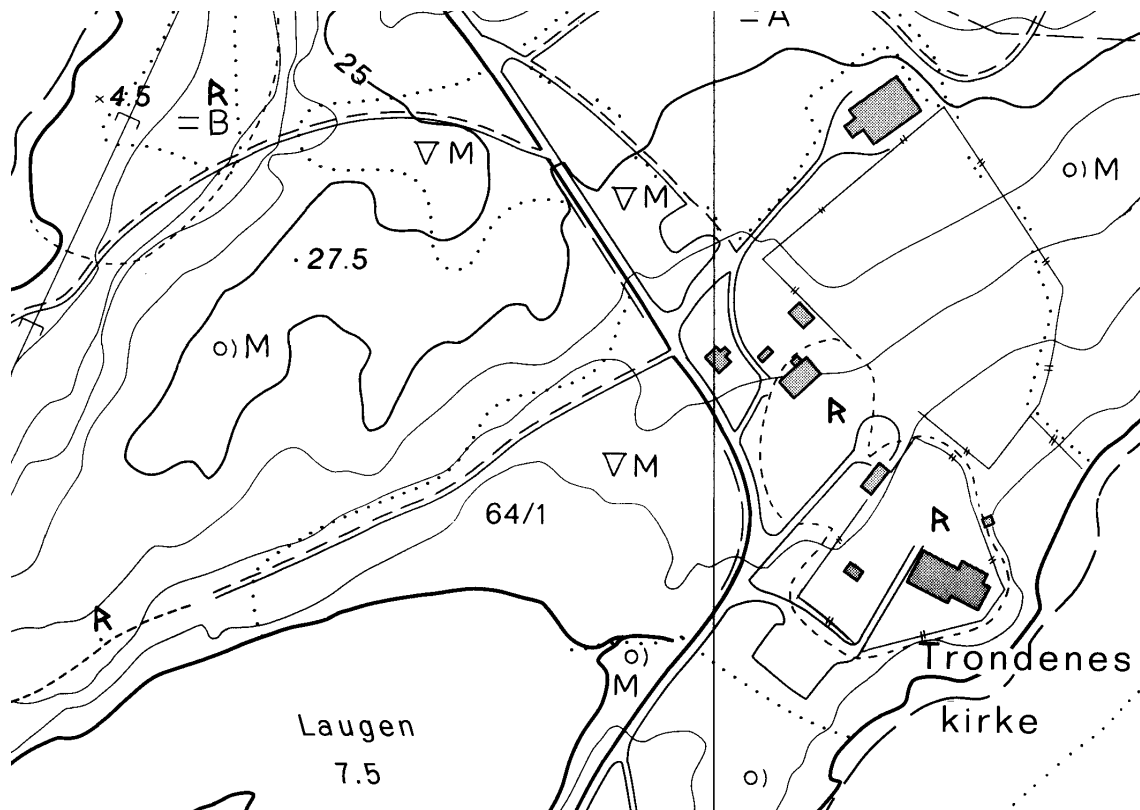 = A
25
4.5
R
= B
▽ M
▽ M
o) M
27.5
o) M
R
▽ M
64/1
R
R
o)
M
Trondenes
kirke
Laugen
7.5
o)